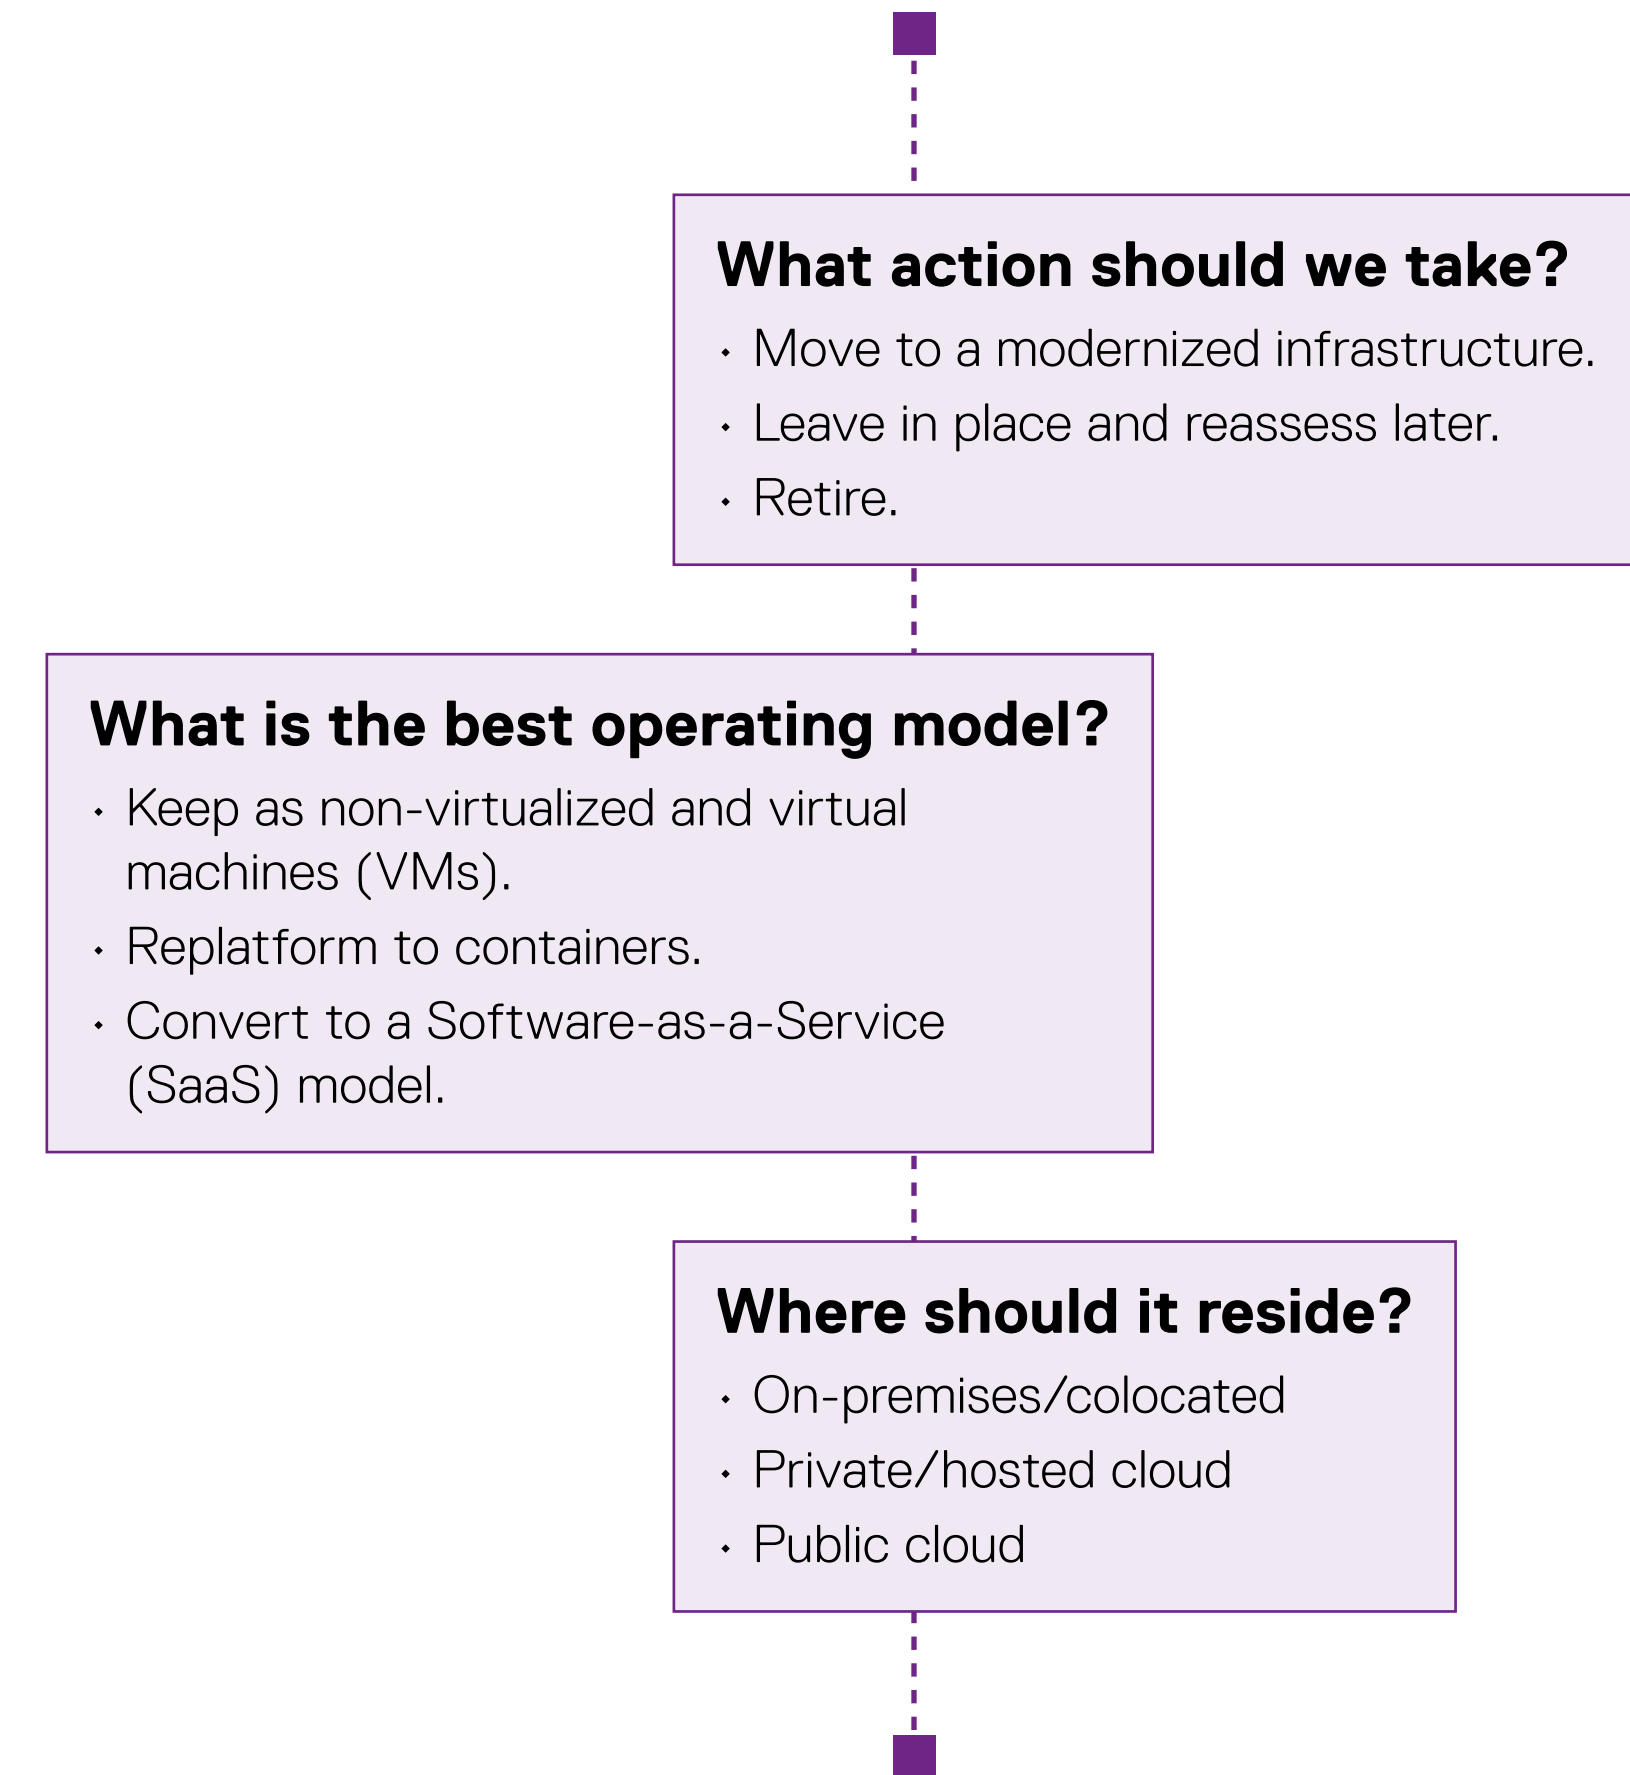 What action should we take?
• Move to a modernized infrastructure.
• Leave in place and reassess later.
• Retire.
What is the best operating model?
• Keep as non-virtualized and virtual
machines (VMs).
• Replatform to containers.
• Convert to a Software-as-a-Service
(SaaS) model.
Where should it reside?
• On-premises/colocated
• Private/hosted cloud
• Public cloud